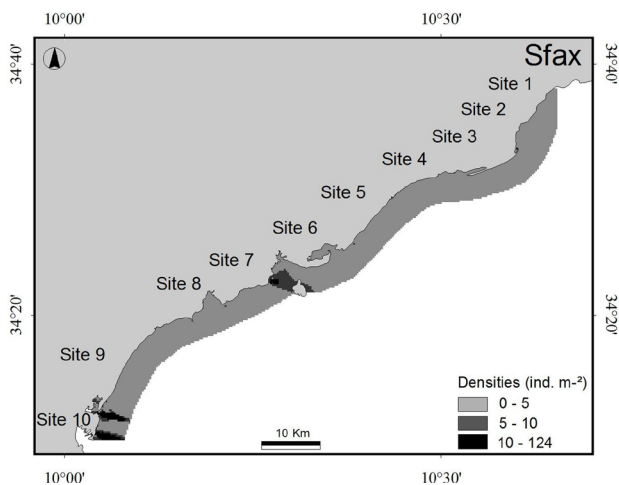 10°00' 10°30'
34°40' 34°40'
Sfax
Site 1
Site 2
Site 3
Site 4
Site 5
Site 6
Site 7
Site 8
Site 9
Site 10
34°20' 34°20'
Densities (ind. m-²)
0 - 5
5 - 10
10 - 124
10 Km
10°00' 10°30'